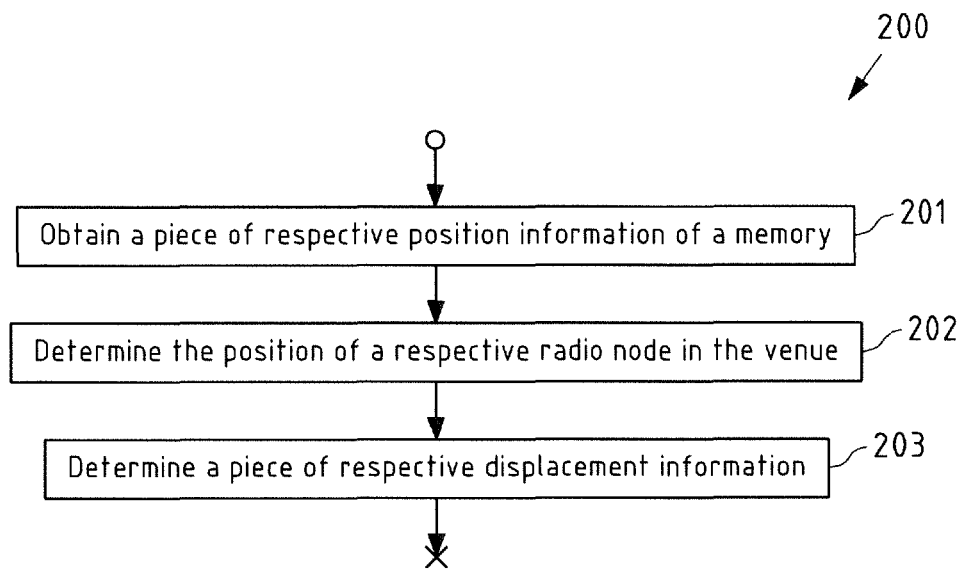 200
Obtain a piece of respective position information of a memory
201
Determine the position of a respective radio node in the venue
202
Determine a piece of respective displacement information
203